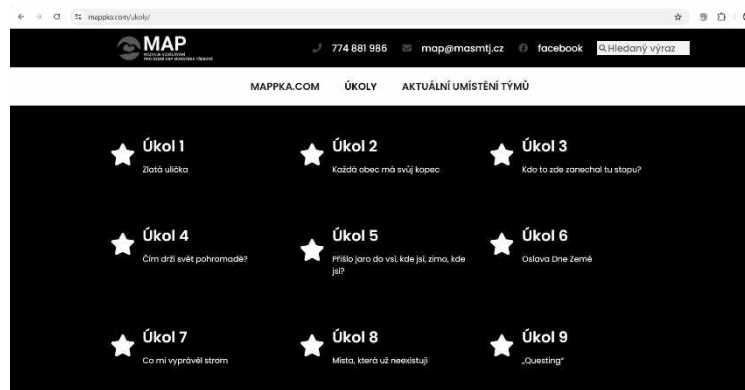 mappka.com/ukoly/
MAP
774 881 986 map@masmtj.cz facebook Hledaný výraz
MAPPKA.COM ÚKOLY AKTUÁLNÍ UMÍSTĚNÍ TÝMŮ
Úkol 1 Úkol 2 Úkol 3
Zlatá ulička Každá obec má svůj kopec Kdo to zde zanechal tu stopu?
Úkol 4 Úkol 5 Úkol 6
Čím drží svět pohromadě? Přišlo jaro do vsi, kde jsi, zimo, kde Oslava Dne Země
jsi?
Úkol 7 Úkol 8 Úkol 9
Co mi vyprávěl strom Místa, která už neexistují „Questing“